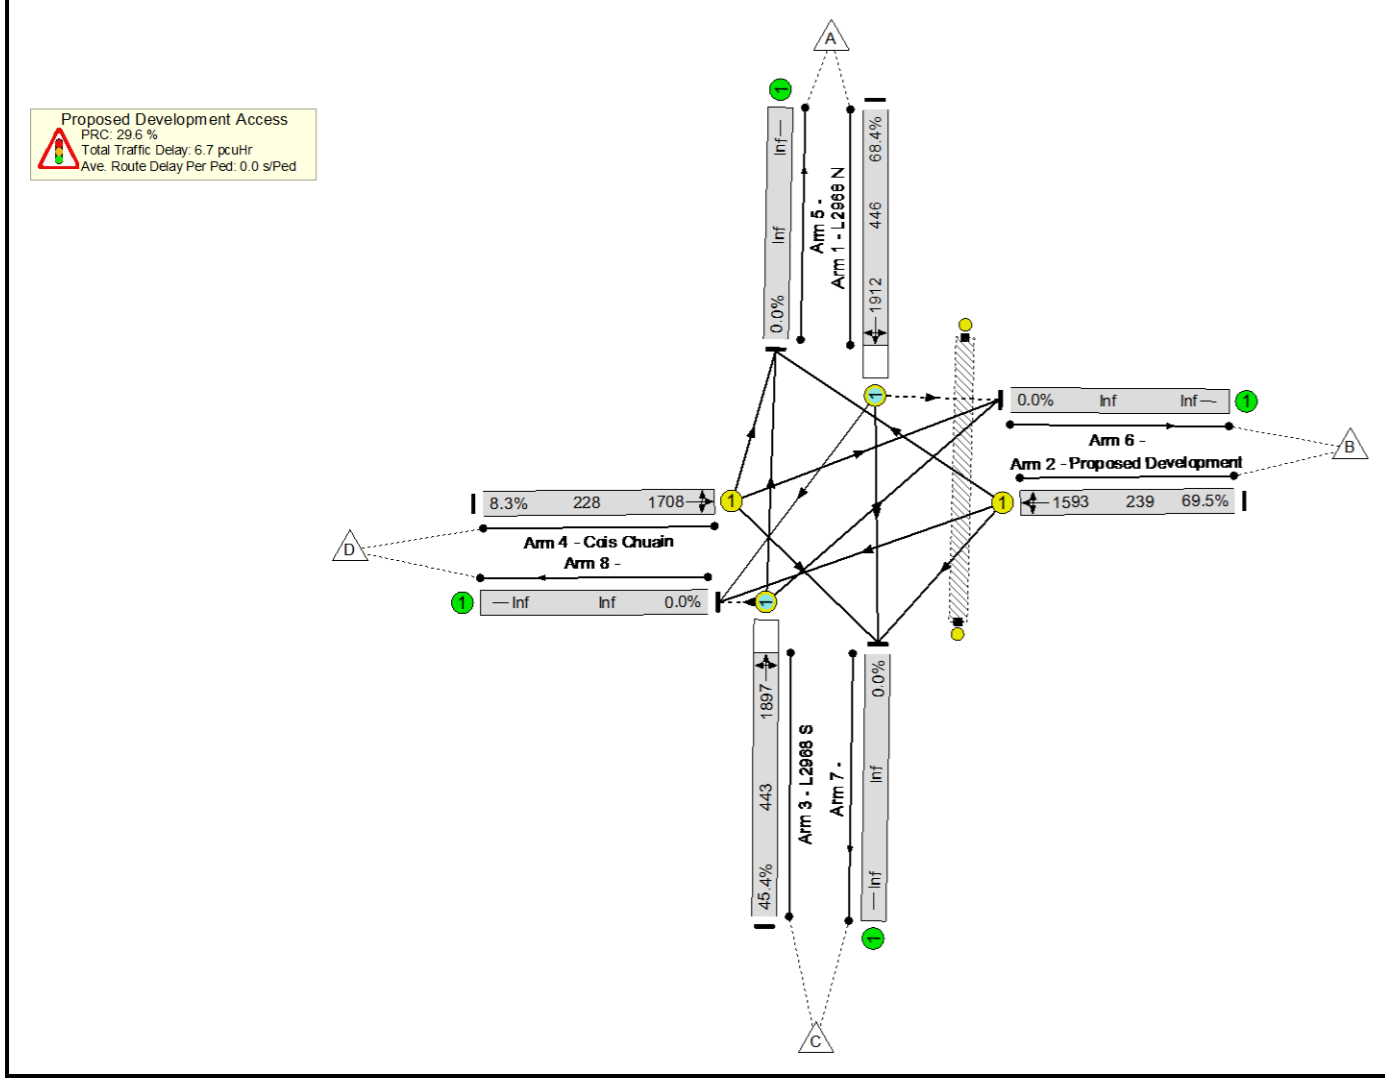 A
Proposed Development Access
PRC: 29.6 %
Total Traffic Delay: 6.7 pcuHr
Ave. Route Delay Per Ped: 0.0 s/Ped
1
Inf
Inf
0.0%
Arm 5 -
Arm 1 - L2968 N
68.4%
446
1912
1
0.0% Inf Inf
1
Arm 6 -
B
Arm 2 - Proposed Development
8.3% 228 1708
1
1
1593 239 69.5%
D
Arm 4 - Cois Chuain
Arm 8 -
1
Inf Inf 0.0%
1
1897
443
45.4%
Arm 3 - L2968 S
Arm 7 -
0.0%
Inf
Inf
1
C